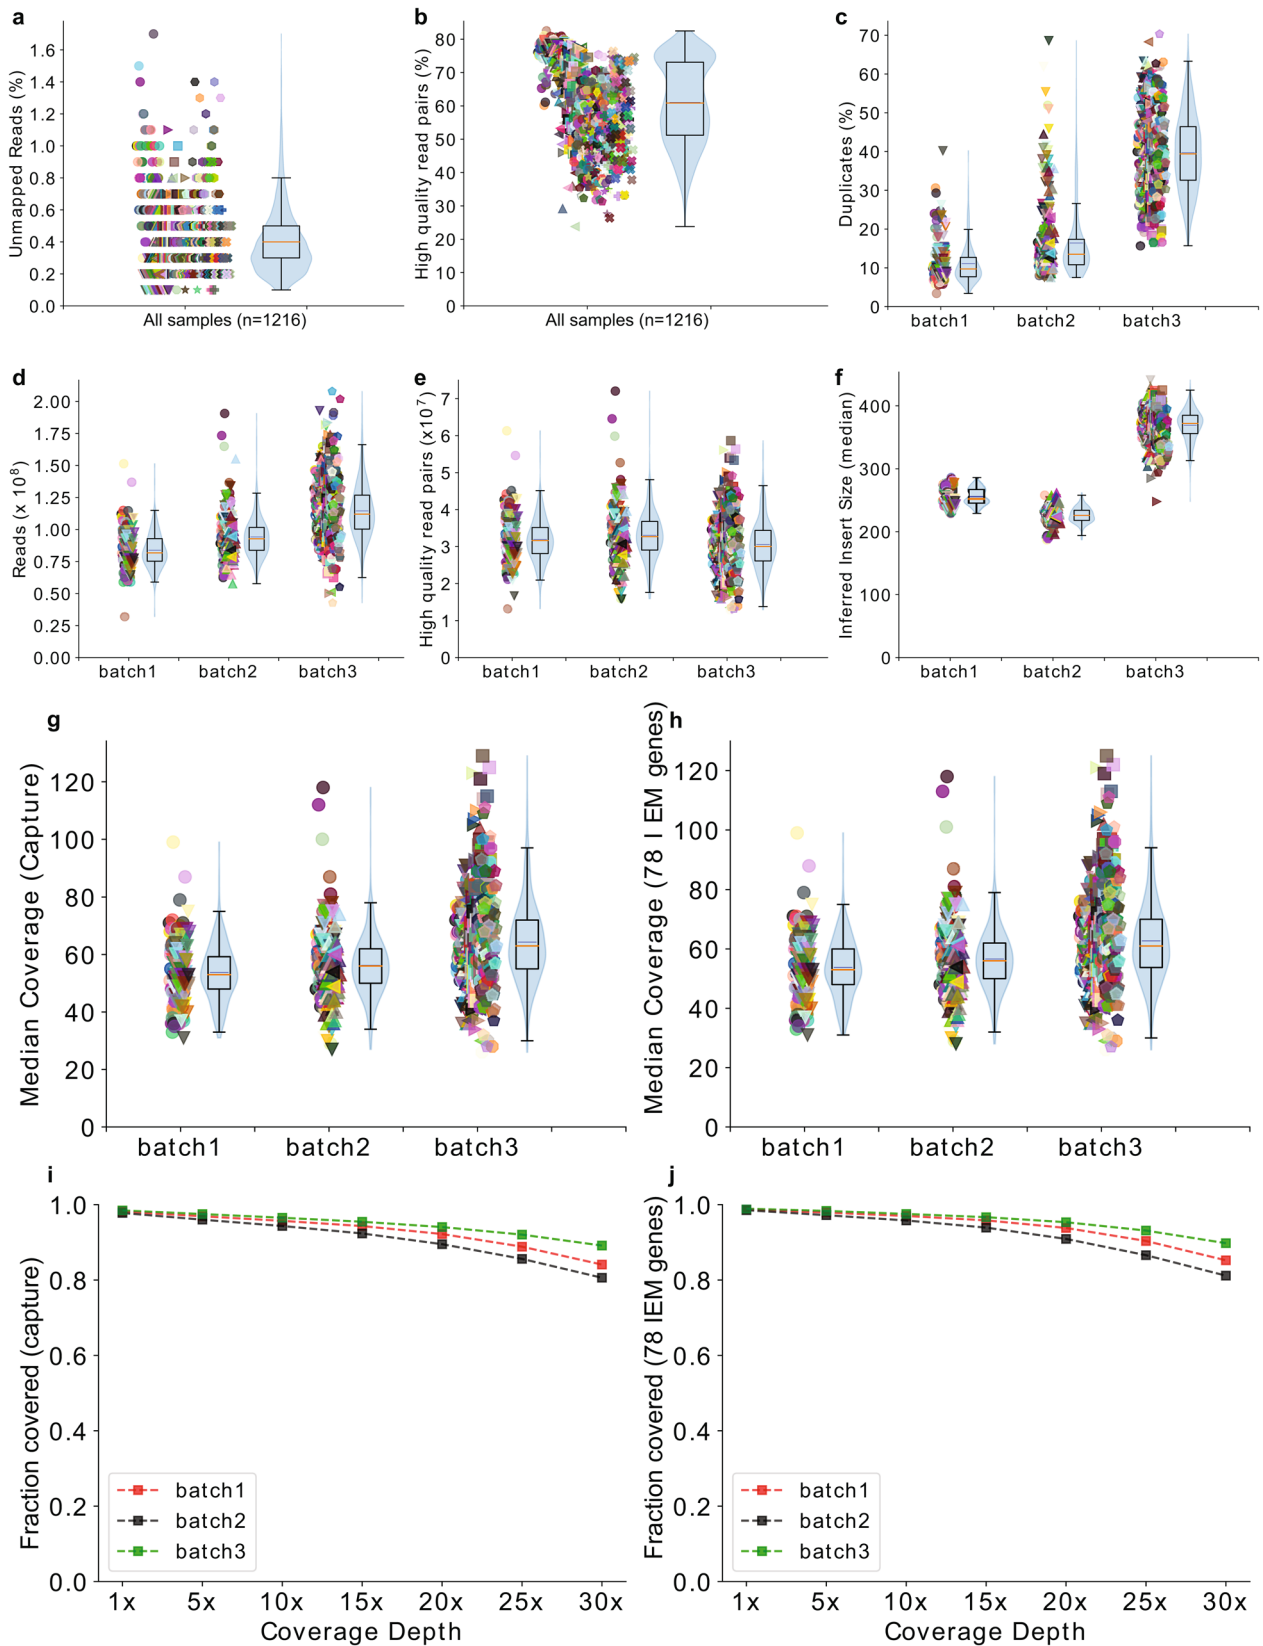 a
Unmapped Reads (%)
1.6
1.4
1.2
1.0
0.8
0.6
0.4
0.2
0.0
All samples (n=1216)
b
High quality read pairs (%)
80
70
60
50
40
30
20
10
0
All samples (n=1216)
c
Duplicates (%)
70
60
50
40
30
20
10
0
batch1
batch2
batch3
d
Reads (x 10⁸)
2.00
1.75
1.50
1.25
1.00
0.75
0.50
0.25
0.00
batch1
batch2
batch3
e
High quality read pairs (x10⁷)
7
6
5
4
3
2
1
0
batch1
batch2
batch3
f
Inferred Insert Size (median)
400
300
200
100
0
batch1
batch2
batch3
g
Median Coverage (Capture)
120
100
80
60
40
20
0
batch1
batch2
batch3
h
Median Coverage (78 I EM genes)
120
100
80
60
40
20
0
batch1
batch2
batch3
i
Fraction covered (capture)
1.0
0.8
0.6
0.4
0.2
0.0
batch1
batch2
batch3
1x
5x
10x
15x
20x
25x
30x
Coverage Depth
j
Fraction covered (78 IEM genes)
1.0
0.8
0.6
0.4
0.2
0.0
batch1
batch2
batch3
1x
5x
10x
15x
20x
25x
30x
Coverage Depth